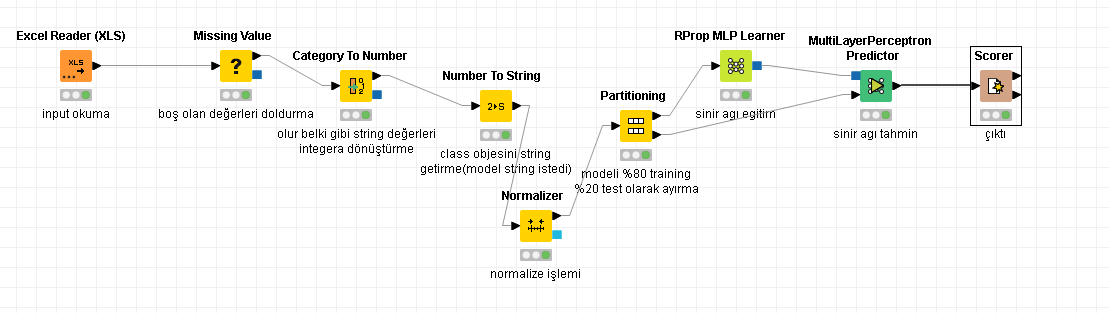 Excel Reader (XLS)
XLS
input okuma
Missing Value
?
boş olan değerleri doldurma
Category To Number
olur belki gibi string değerleri
integera dönüştürme
Number To String
2▸S
class objesini string
getirme(model string istedi)
Normalizer
normalize işlemi
Partitioning
modeli %80 training
%20 test olarak ayırma
RProp MLP Learner
sinir agı egitim
MultiLayerPerceptron
Predictor
sinir agı tahmin
Scorer
çıktı